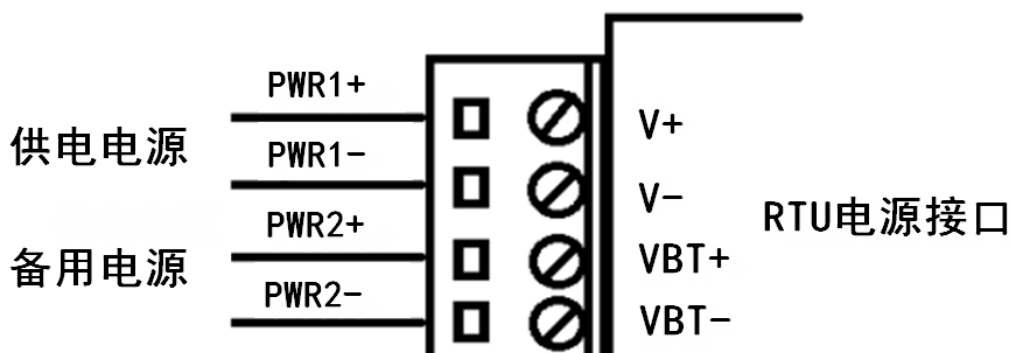 PWR1+
供电电源
PWR1-
PWR2+
备用电源
PWR2-
V+
V-
VBT+
VBT-
RTU电源接口